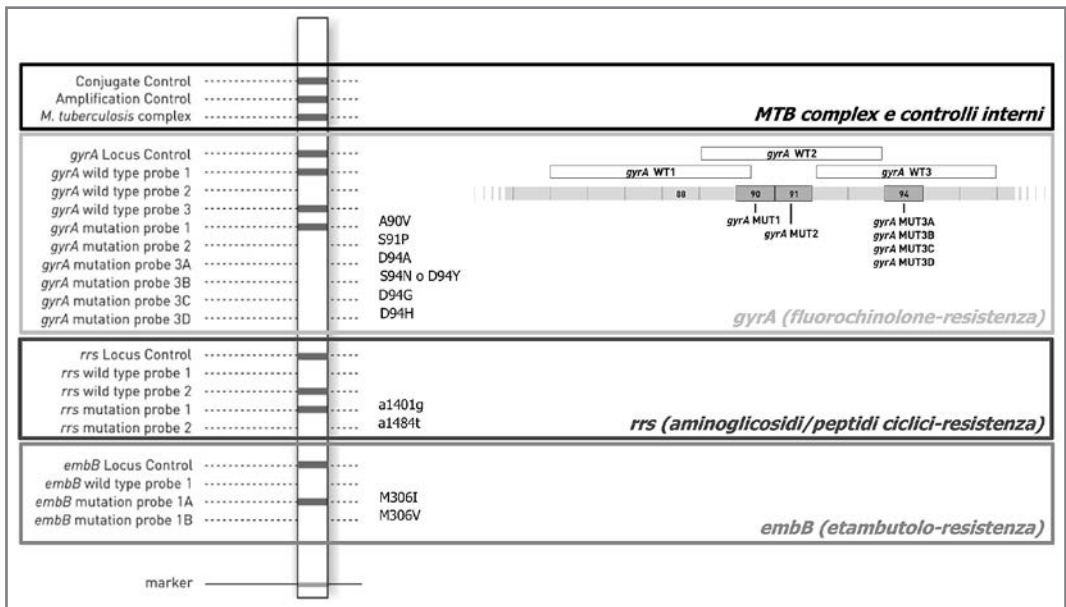 Conjugate Control
Amplification Control
M. tuberculosis complex
MTB complex e controlli interni
gyrA Locus Control
gyrA wild type probe 1
gyrA wild type probe 2
gyrA wild type probe 3
gyrA mutation probe 1 A90V
gyrA mutation probe 2 S91P
gyrA mutation probe 3A D94A
gyrA mutation probe 3B S94N o D94Y
gyrA mutation probe 3C D94G
gyrA mutation probe 3D D94H
gyrA WT2
gyrA WT1 gyrA WT3
88 90 91 94
gyrA MUT1 gyrA MUT3A
gyrA MUT2 gyrA MUT3B
gyrA MUT3C
gyrA MUT3D
gyrA (fluorochinolone-resistenza)
rrs Locus Control
rrs wild type probe 1
rrs wild type probe 2
rrs mutation probe 1 a1401g
rrs mutation probe 2 a1484t
rrs (aminoglicosidi/peptidi ciclici-resistenza)
embB Locus Control
embB wild type probe 1
embB mutation probe 1A M306I
embB mutation probe 1B M306V
embB (etambutolo-resistenza)
marker